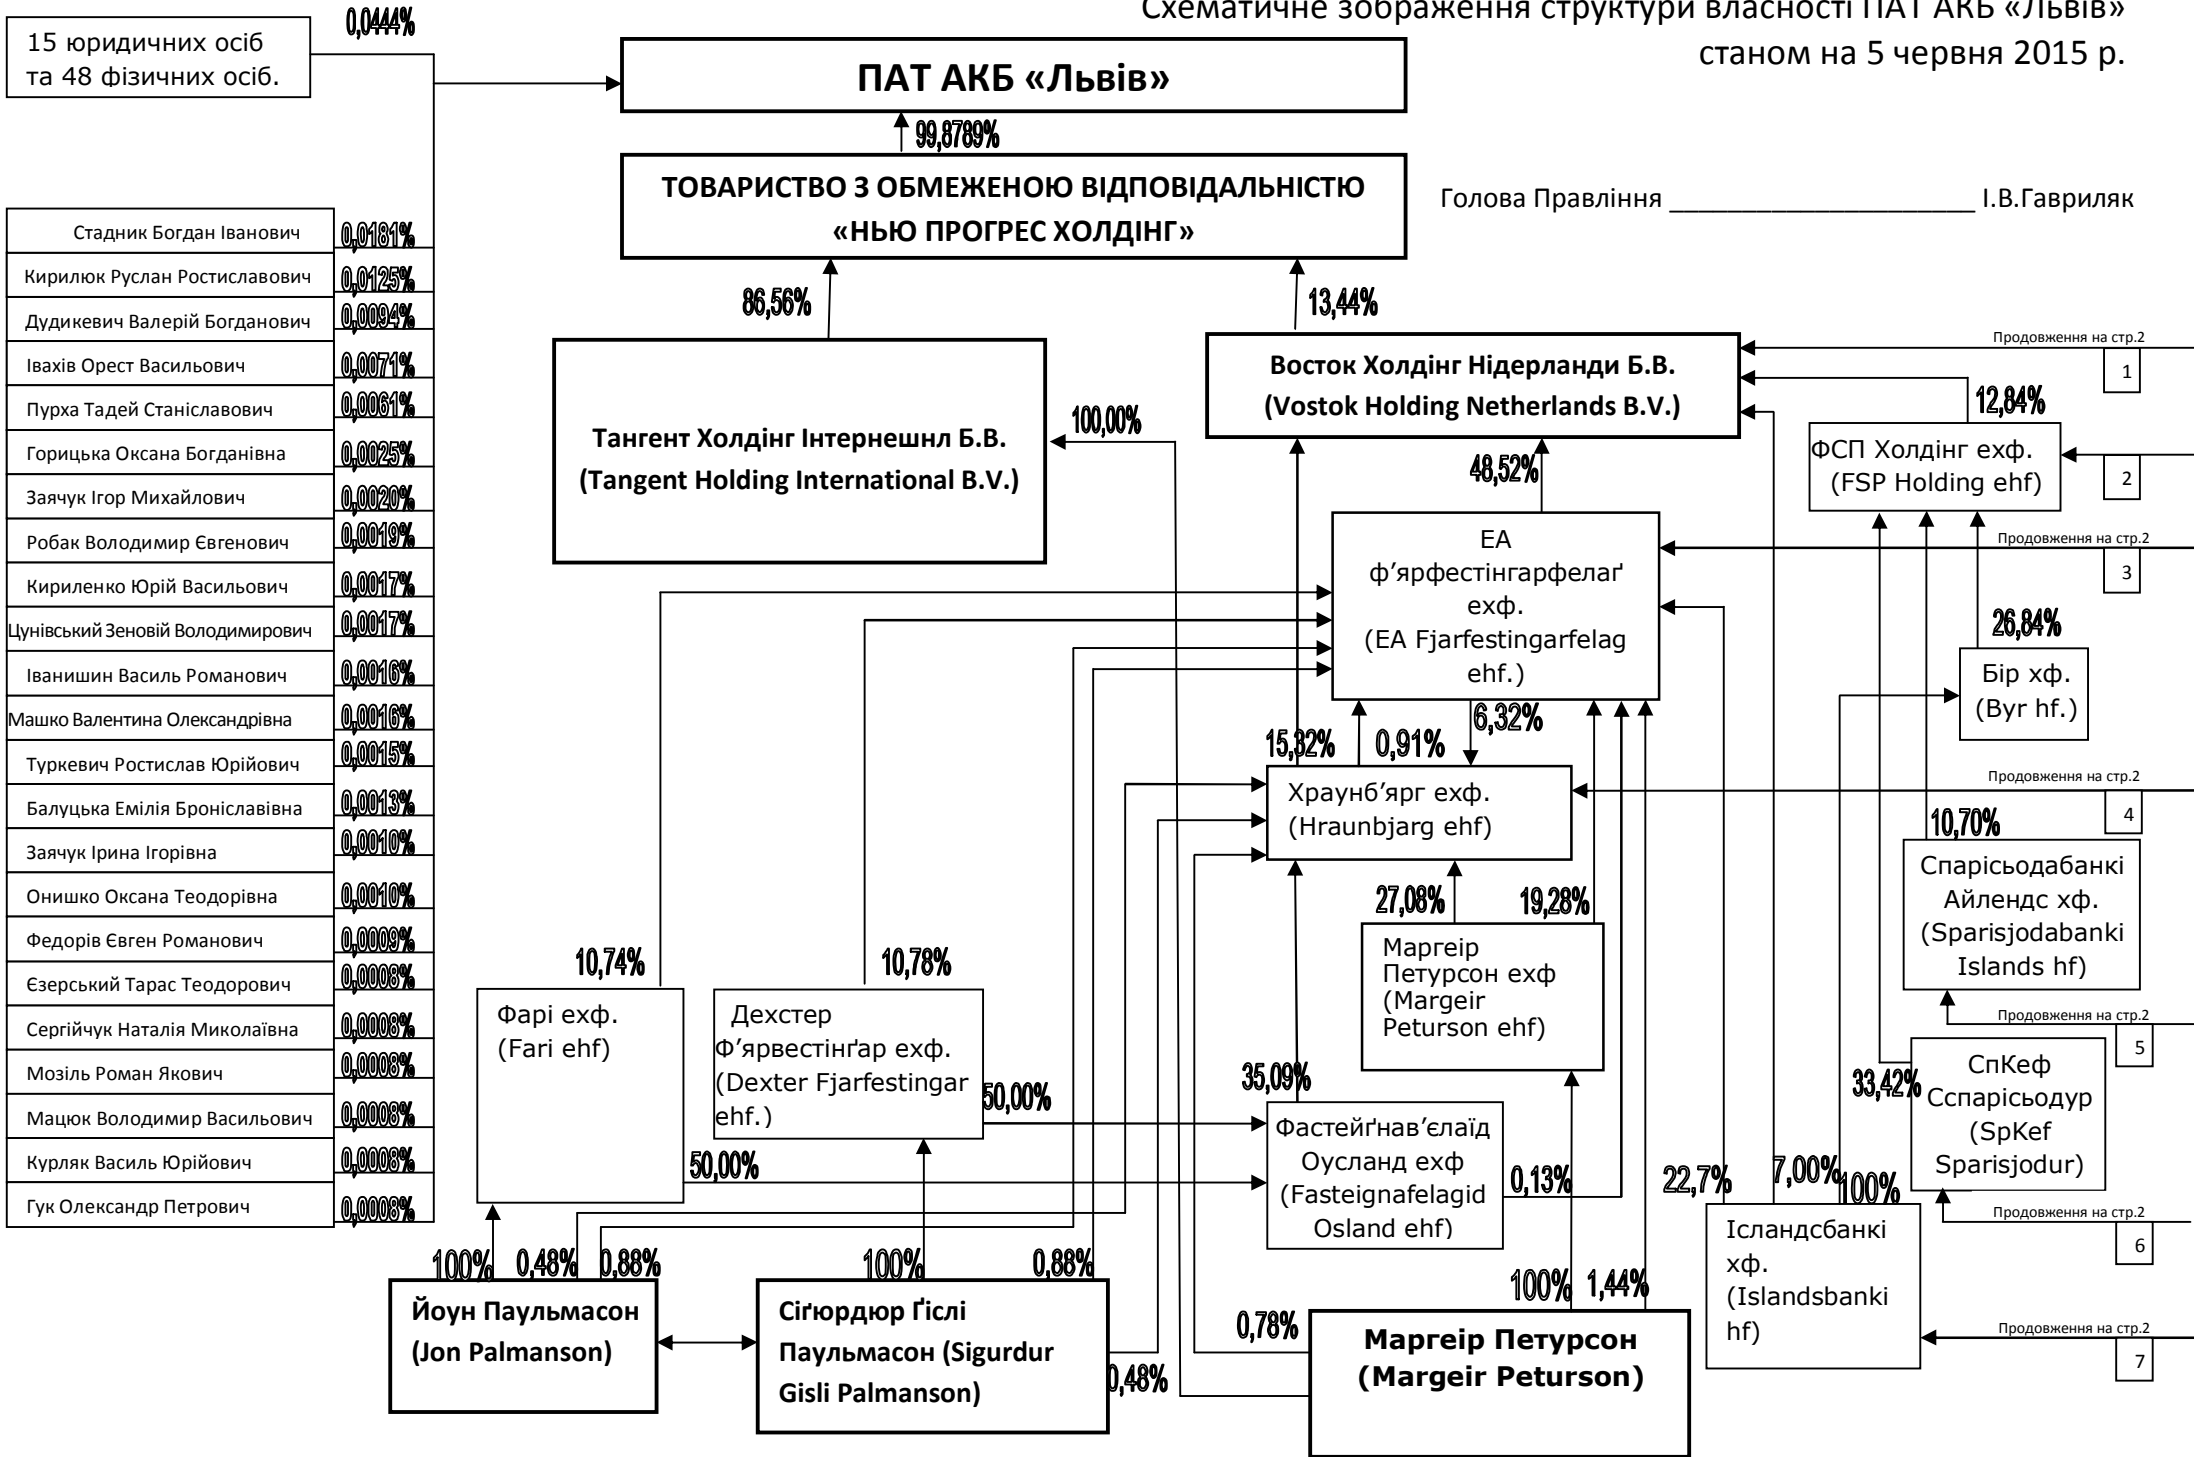 Схематичне зображення структури власності ПАТ АКБ «Львів»
станом на 5 червня 2015 р.
0,0444%
15 юридичних осіб
та 48 фізичних осіб.
ПАТ АКБ «Львів»
99,8789%
ТОВАРИСТВО З ОБМЕЖЕНОЮ ВІДПОВІДАЛЬНІСТЮ
«НЬЮ ПРОГРЕС ХОЛДІНГ»
Голова Правління ______________________ І.В.Гавриляк
Стадник Богдан Іванович 0,0181%
Кирилюк Руслан Ростиславович 0,0125%
Дудикевич Валерій Богданович 0,0094%
Івахів Орест Васильович 0,0071%
Пурха Тадей Станіславович 0,0061%
Горицька Оксана Богданівна 0,0025%
Заячук Ігор Михайлович 0,0020%
Робак Володимир Євгенович 0,0019%
Кириленко Юрій Васильович 0,0017%
Цунівський Зеновій Володимирович 0,0017%
Іванишин Василь Романович 0,0016%
Машко Валентина Олександрівна 0,0016%
Туркевич Ростислав Юрійович 0,0015%
Балуцька Емілія Броніславівна 0,0013%
Заячук Ірина Ігорівна 0,0010%
Онишко Оксана Теодорівна 0,0010%
Федорів Євген Романович 0,0009%
Єзерський Тарас Теодорович 0,0008%
Сергійчук Наталія Миколаївна 0,0008%
Мозіль Роман Якович 0,0008%
Мацюк Володимир Васильович 0,0008%
Курляк Василь Юрійович 0,0008%
Гук Олександр Петрович 0,0008%
86,56%
13,44%
Тангент Холдінг Інтернешнл Б.В.
(Tangent Holding International B.V.)
100,00%
Восток Холдінг Нідерланди Б.В.
(Vostok Holding Netherlands B.V.)
Продовження на стр.2
1
12,84%
ФСП Холдінг ехф.
(FSP Holding ehf)
2
48,52%
ЕА
ф'ярфестінгарфелаґ
ехф.
(EA Fjarfestingarfelag
ehf.)
Продовження на стр.2
3
26,84%
Бір хф.
(Byr hf.)
15,32%
0,91%
6,32%
Храунб'ярг ехф.
(Hraunbjarg ehf)
Продовження на стр.2
4
10,70%
Спарісьодабанкі
Айлендс хф.
(Sparisjodabanki
Islands hf)
Продовження на стр.2
5
27,08%
19,28%
Маргеір
Петурсон ехф
(Margeir
Peturson ehf)
10,74%
Фарі ехф.
(Fari ehf)
10,78%
Дехстер
Ф'ярвестінґар ехф.
(Dexter Fjarfestingar
ehf.)
50,00%
50,00%
35,09%
Фастейґнав'єлаїд
Оусланд ехф
(Fasteignafelagid
Osland ehf)
0,13%
33,42%
СпКеф
Сспарісьодур
(SpKef
Sparisjodur)
Продовження на стр.2
6
22,7%
7,00%
100%
Ісландсбанкі
хф.
(Islandsbanki
hf)
Продовження на стр.2
7
100%
0,48%
0,88%
Йоун Паульмасон
(Jon Palmanson)
100%
0,88%
Сіґюрдюр Ґіслі
Паульмасон (Sigurdur
Gisli Palmanson)
0,48%
0,78%
100%
1,44%
Маргеір Петурсон
(Margeir Peturson)